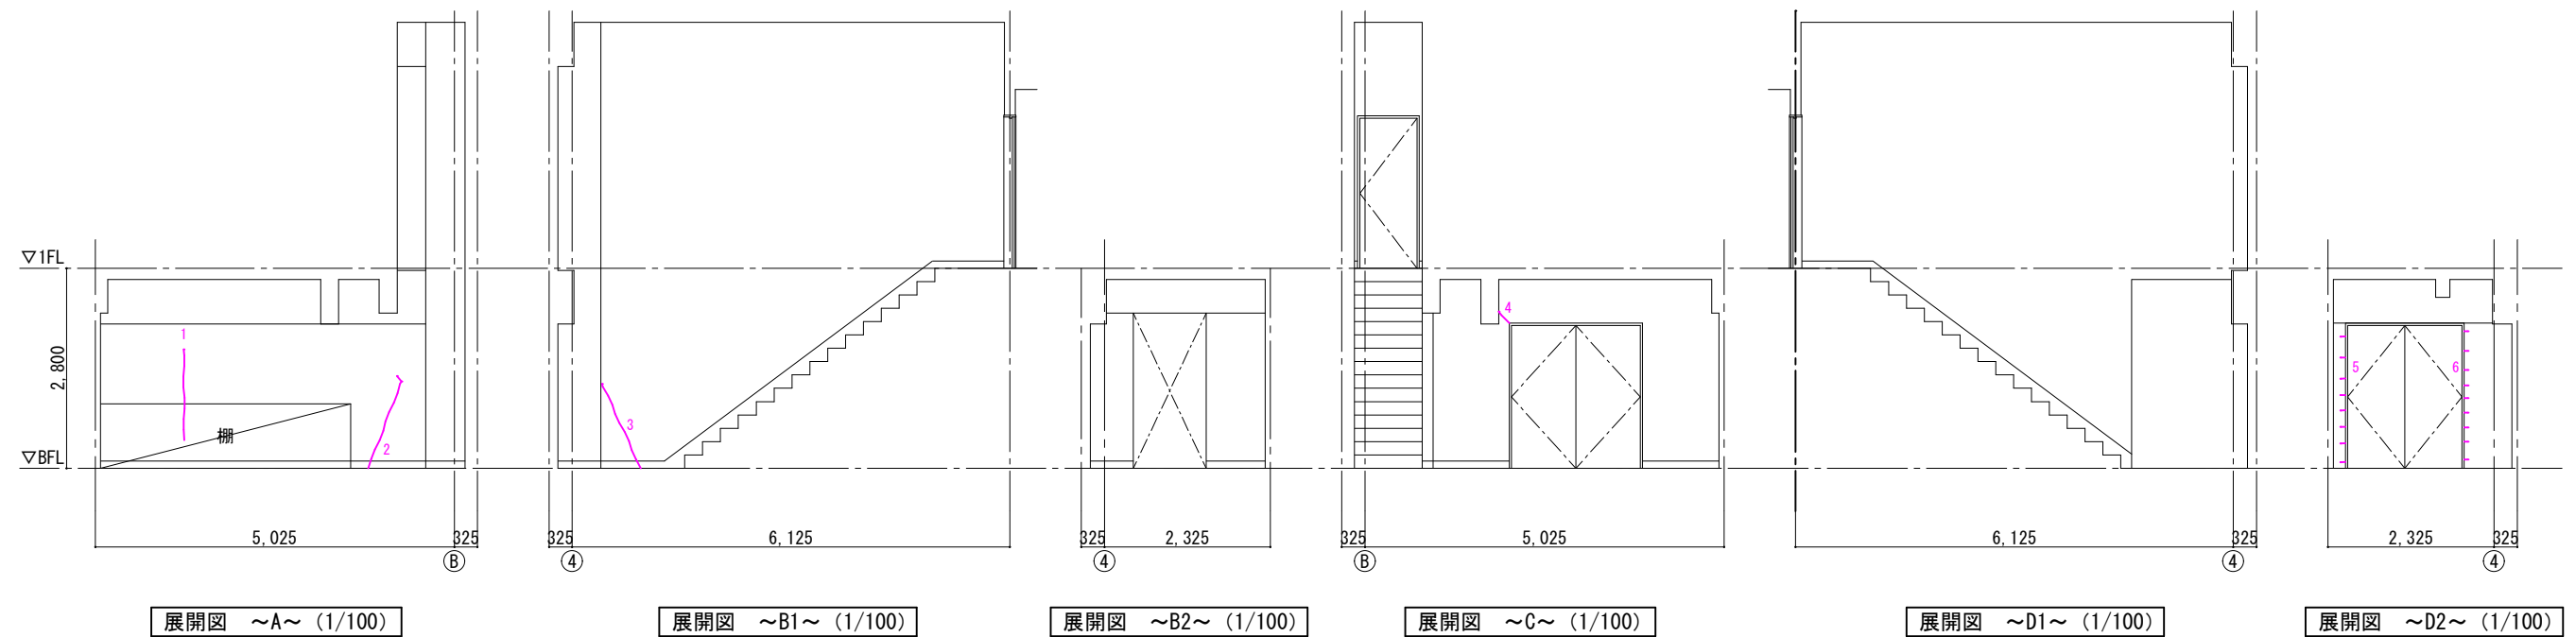 ▽1FL
2,800
▽BFL
1
棚
2
5,025
325
B
展開図　～A～（1/100）
3
325
6,125
4
展開図　～B1～（1/100）
325
2,325
4
展開図　～B2～（1/100）
4
325
5,025
B
展開図　～C～（1/100）
6,125
325
4
展開図　～D1～（1/100）
5
6
2,325
325
4
展開図　～D2～（1/100）